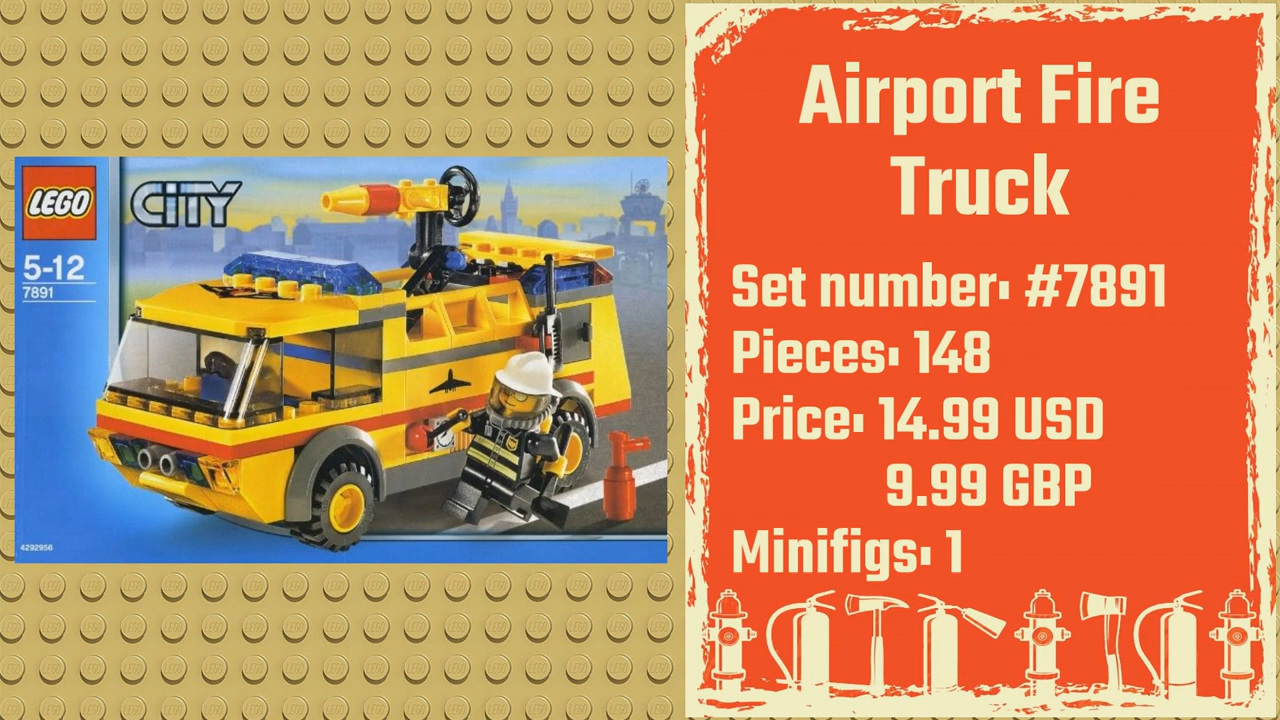 LEGO
CITY
5-12
7891
4292956
Airport Fire
Truck
Set number: #7891
Pieces: 148
Price: 14.99 USD
9.99 GBP
Minifigs: 1